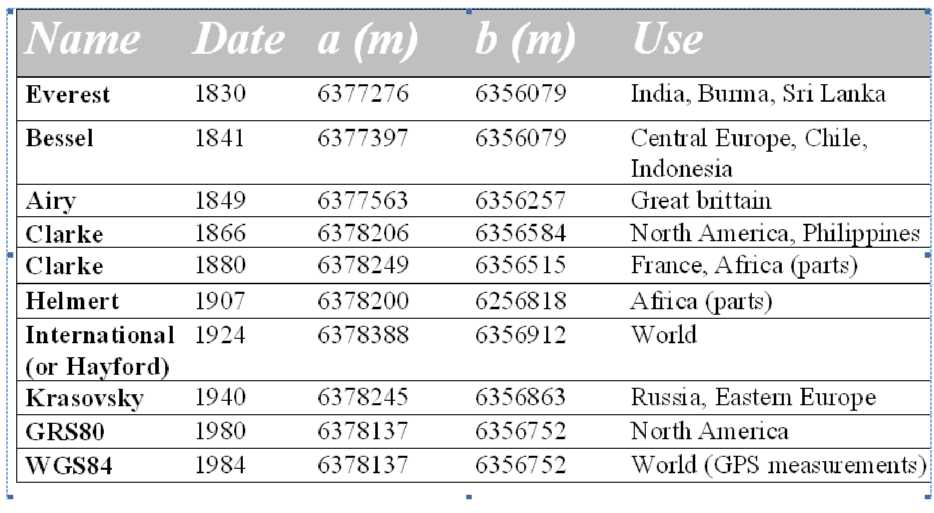 Name Date a (m) b (m) Use
Everest 1830 6377276 6356079 India, Burma, Sri Lanka
Bessel 1841 6377397 6356079 Central Europe, Chile,
Indonesia
Airy 1849 6377563 6356257 Great brittain
Clarke 1866 6378206 6356584 North America, Philippines
Clarke 1880 6378249 6356515 France, Africa (parts)
Helmert 1907 6378200 6256818 Africa (parts)
International 1924 6378388 6356912 World
(or Hayford)
Krasovsky 1940 6378245 6356863 Russia, Eastern Europe
GRS80 1980 6378137 6356752 North America
WGS84 1984 6378137 6356752 World (GPS measurements)